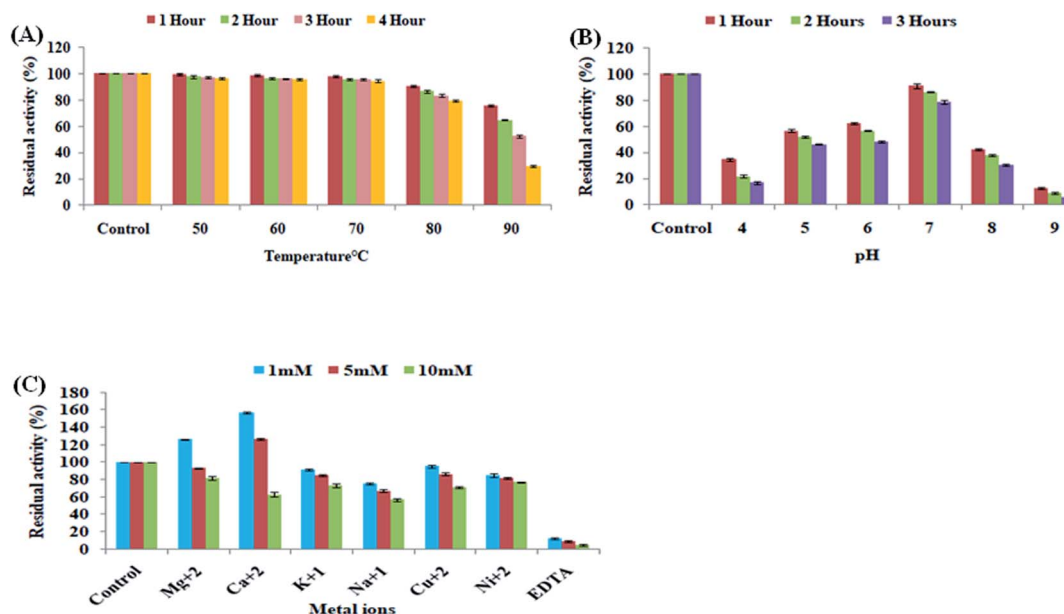 (A)
1 Hour 2 Hour 3 Hour 4 Hour
Residual activity (%)
120
100
80
60
40
20
0
Control 50 60 70 80 90
Temperature°C
(B)
1 Hour 2 Hours 3 Hours
Residual activity (%)
120
100
80
60
40
20
0
Control 4 5 6 7 8 9
pH
(C)
1mM 5mM 10mM
Residual activity (%)
180
160
140
120
100
80
60
40
20
0
Control Mg+2 Ca+2 K+1 Na+1 Cu+2 Ni+2 EDTA
Metal ions